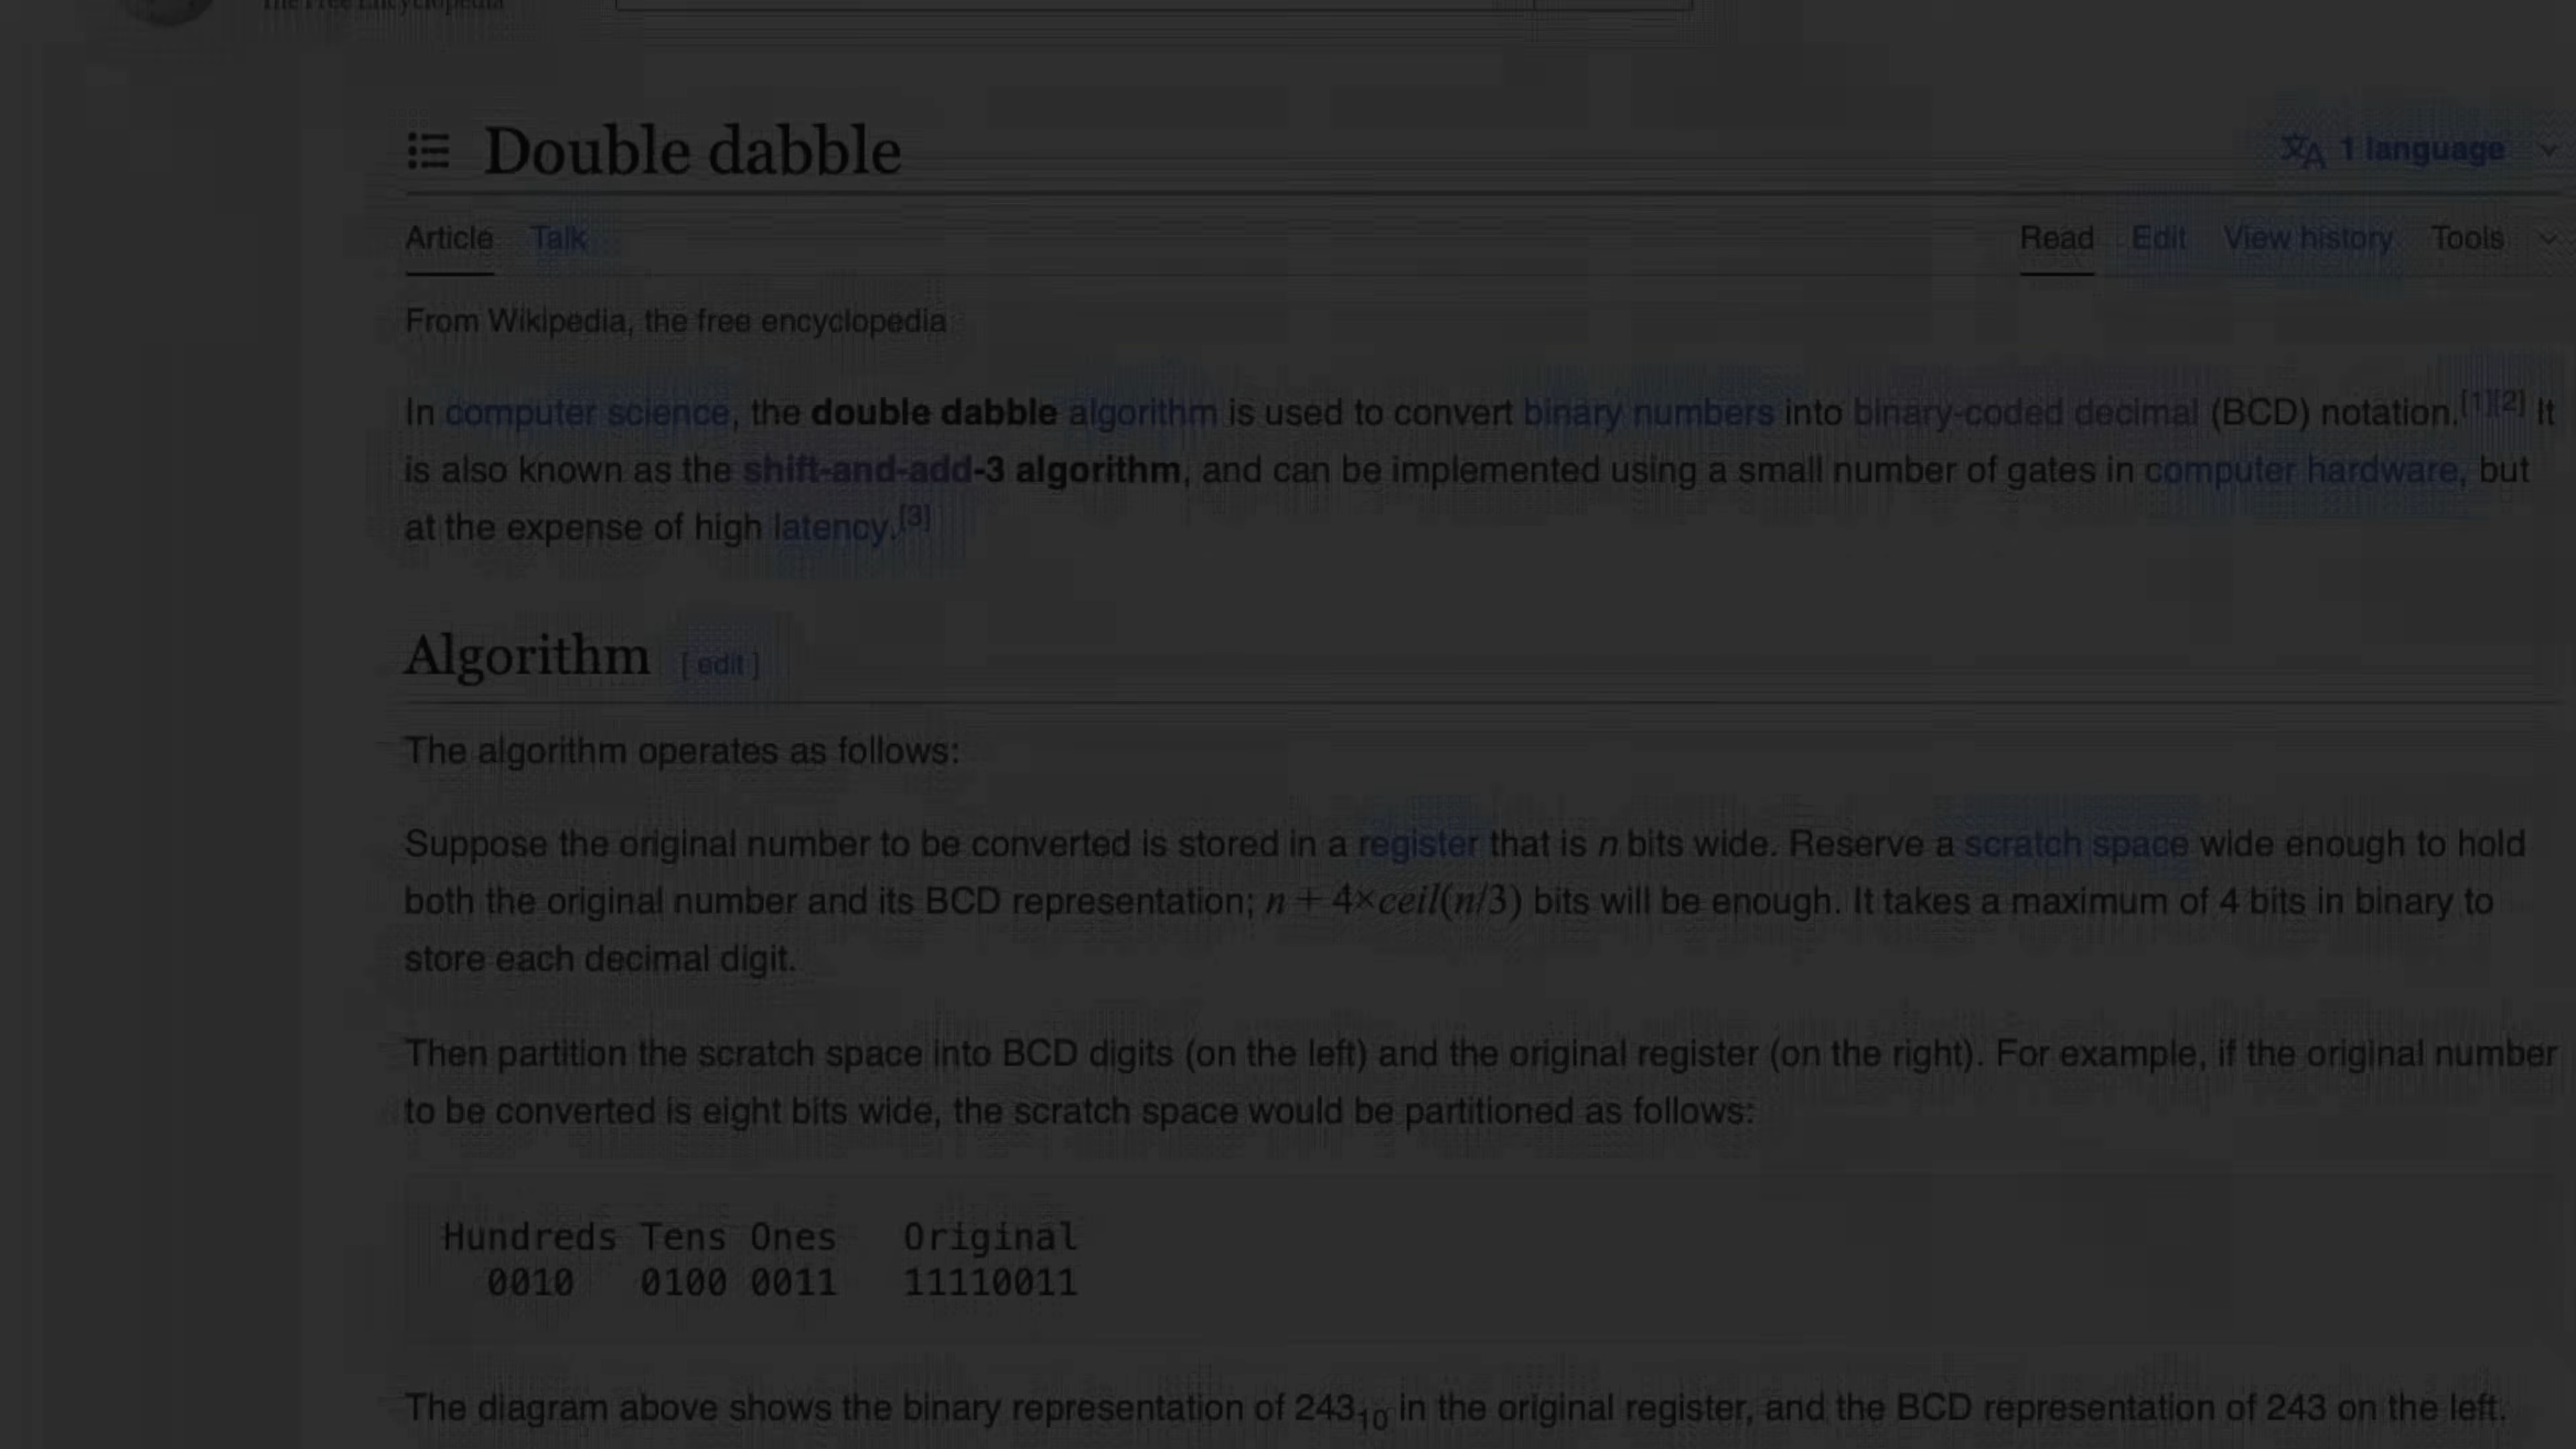 The Free Encyclopedia
Double dabble
1 language
Article Talk
Read Edit View history Tools
From Wikipedia, the free encyclopedia
In computer science, the double dabble algorithm is used to convert binary numbers into binary-coded decimal (BCD) notation.[1][2] It
is also known as the shift-and-add-3 algorithm, and can be implemented using a small number of gates in computer hardware, but
at the expense of high latency.[3]
Algorithm [ edit ]
The algorithm operates as follows:
Suppose the original number to be converted is stored in a register that is n bits wide. Reserve a scratch space wide enough to hold
both the original number and its BCD representation; n + 4×ceil(n/3) bits will be enough. It takes a maximum of 4 bits in binary to
store each decimal digit.
Then partition the scratch space into BCD digits (on the left) and the original register (on the right). For example, if the original number
to be converted is eight bits wide, the scratch space would be partitioned as follows:
Hundreds Tens Ones Original
0010 0100 0011 11110011
The diagram above shows the binary representation of 243₁₀ in the original register, and the BCD representation of 243 on the left.